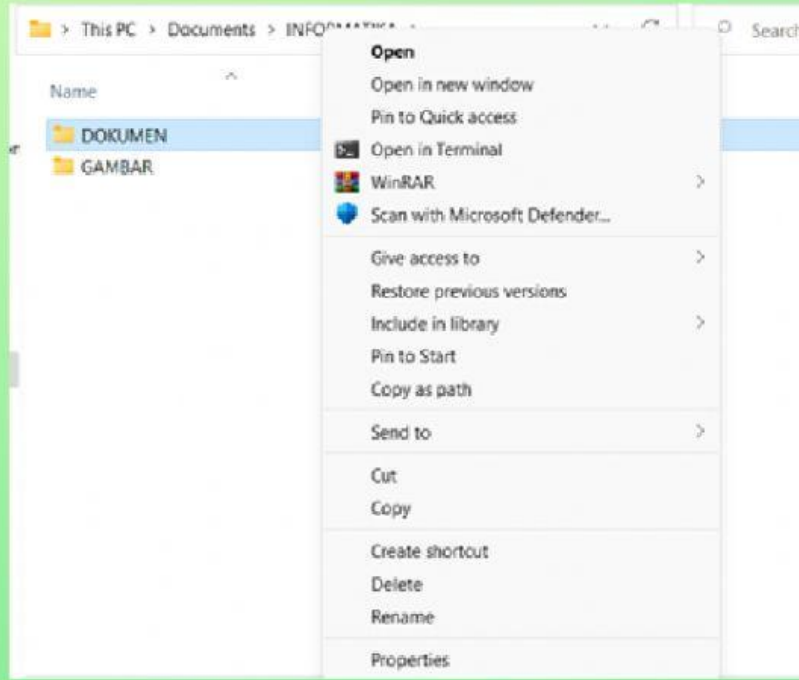 This PC > Documents > INFORMATIKA
Search
Name
DOKUMEN
GAMBAR
Open
Open in new window
Pin to Quick access
Open in Terminal
WinRAR
Scan with Microsoft Defender...
Give access to
Restore previous versions
Include in library
Pin to Start
Copy as path
Send to
Cut
Copy
Create shortcut
Delete
Rename
Properties